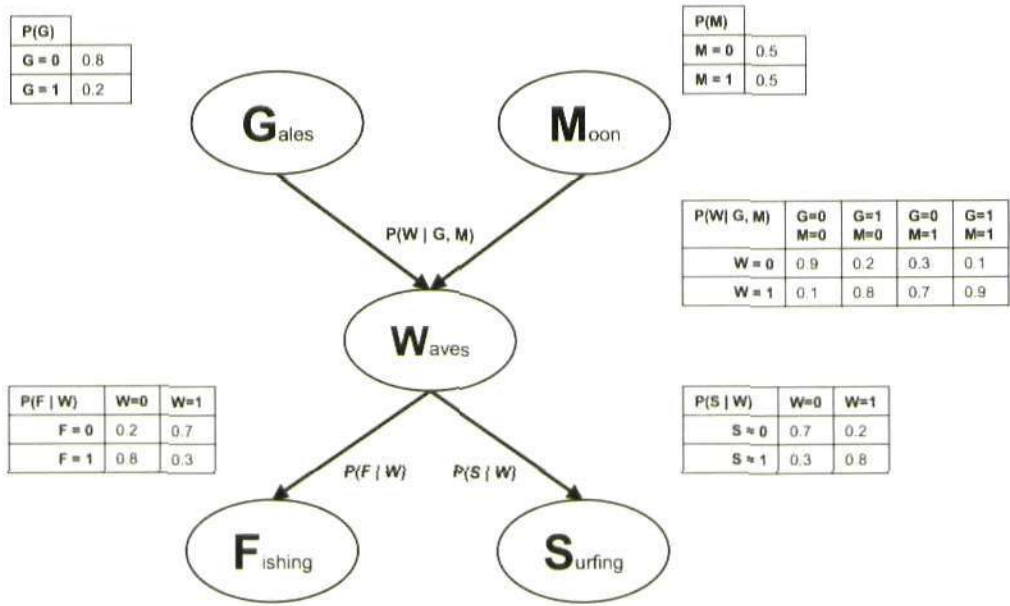 P(G)
G = 0 0.8
G = 1 0.2
P(M)
M = 0 0.5
M = 1 0.5
Gales
Moon
P(W | G, M)
P(W| G, M) G=0 M=0 G=1 M=0 G=0 M=1 G=1 M=1
W = 0 0.9 0.2 0.3 0.1
W = 1 0.1 0.8 0.7 0.9
Waves
P(F | W) W=0 W=1
F = 0 0.2 0.7
F = 1 0.8 0.3
P(S | W) W=0 W=1
S = 0 0.7 0.2
S = 1 0.3 0.8
P(F | W)
P(S | W)
Fishing
Surfing